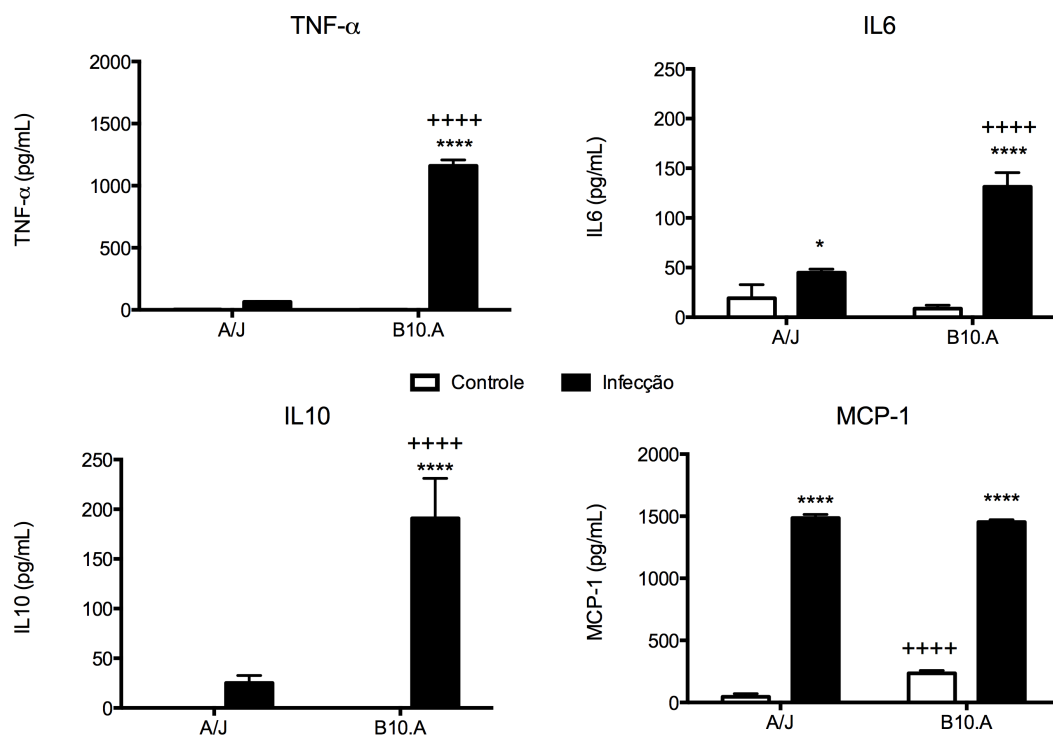 TNF-α
TNF-α (pg/mL)
2000
1500
1000
500
0
++++
****
A/J
B10.A
IL6
IL6 (pg/mL)
250
200
150
100
50
0
*
++++
****
A/J
B10.A
Controle
Infecção
IL10
IL10 (pg/mL)
250
200
150
100
50
0
++++
****
A/J
B10.A
MCP-1
MCP-1 (pg/mL)
2000
1500
1000
500
0
****
++++
****
A/J
B10.A